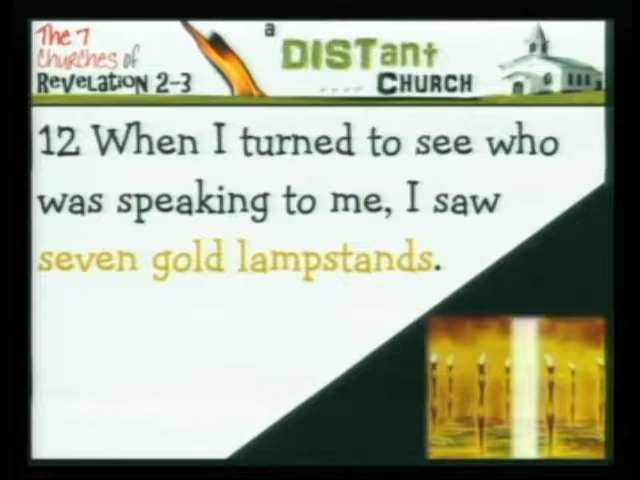 The 7
Churches of
Revelation 2-3
a
DISTant
.... CHURCH
12 When I turned to see who
was speaking to me, I saw
seven gold lampstands.